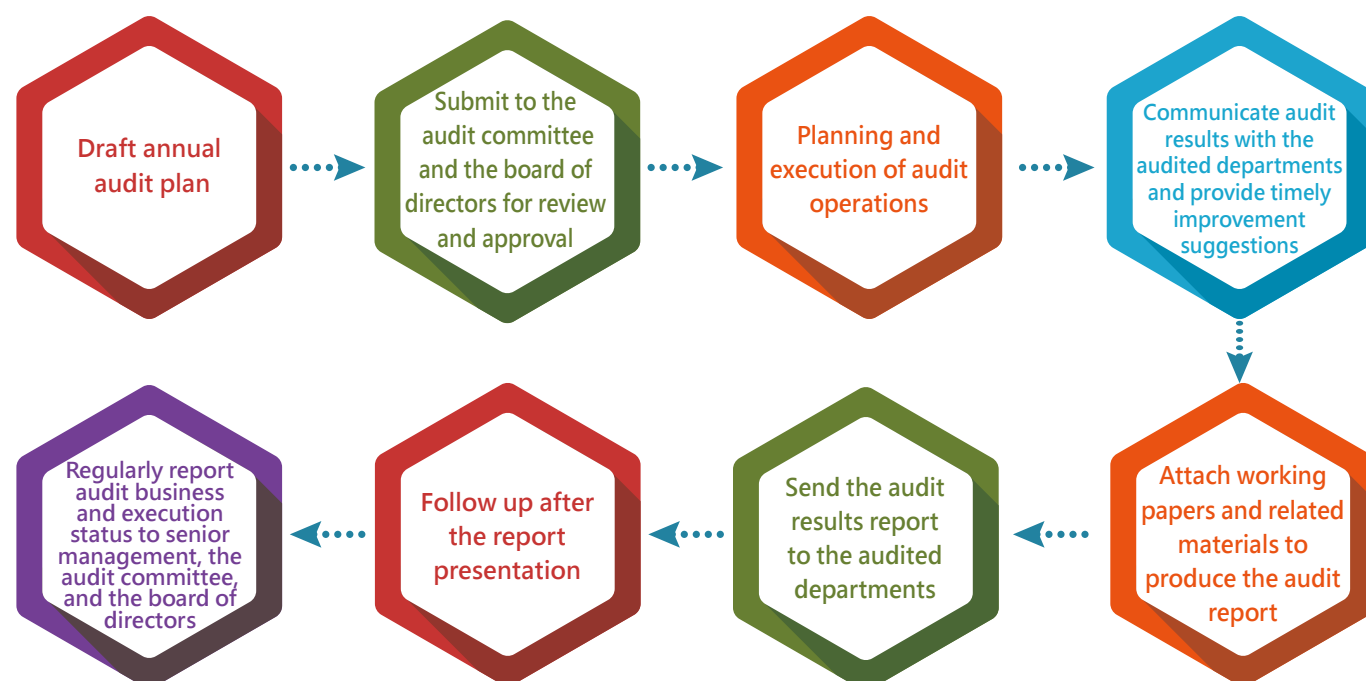 Draft annual
audit plan
Submit to the
audit committee
and the board of
directors for review
and approval
Planning and
execution of audit
operations
Communicate audit
results with the
audited departments
and provide timely
improvement
suggestions
Attach working
papers and related
materials to
produce the audit
report
Send the audit
results report
to the audited
departments
Follow up after
the report
presentation
Regularly report
audit business
and execution
status to senior
management, the
audit committee,
and the board of
directors